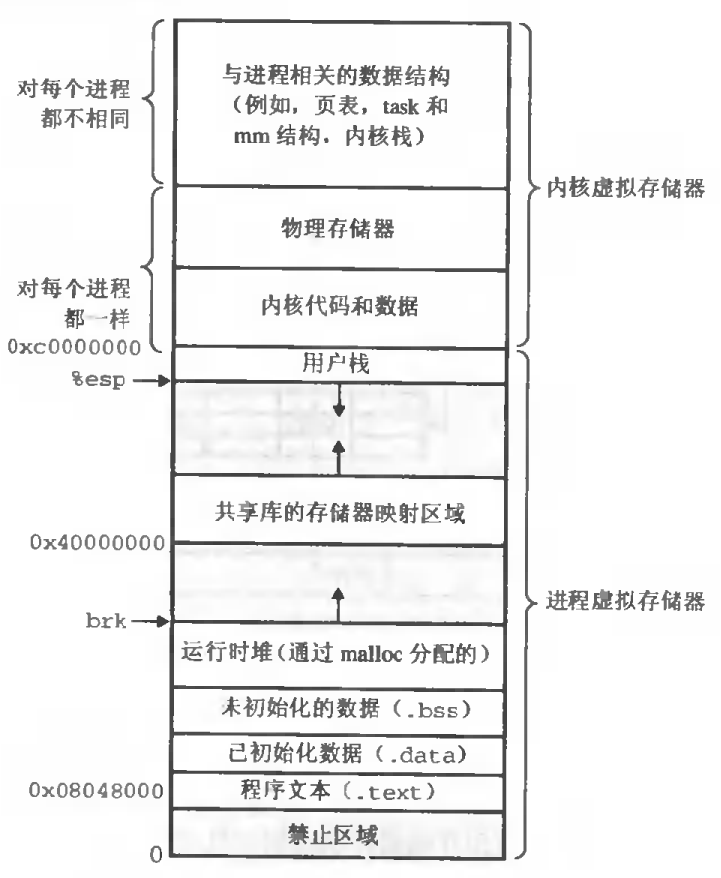 与进程相关的数据结构
(例如，页表，task 和
mm 结构，内核栈)
对每个进程
都不相同
内核虚拟存储器
物理存储器
对每个进程
都一样
内核代码和数据
0xc0000000
用户栈
%esp
共享库的存储器映射区域
0x40000000
进程虚拟存储器
brk
运行时堆(通过 malloc 分配的)
未初始化的数据 (.bss)
已初始化数据 (.data)
0x08048000
程序文本 (.text)
禁止区域
0